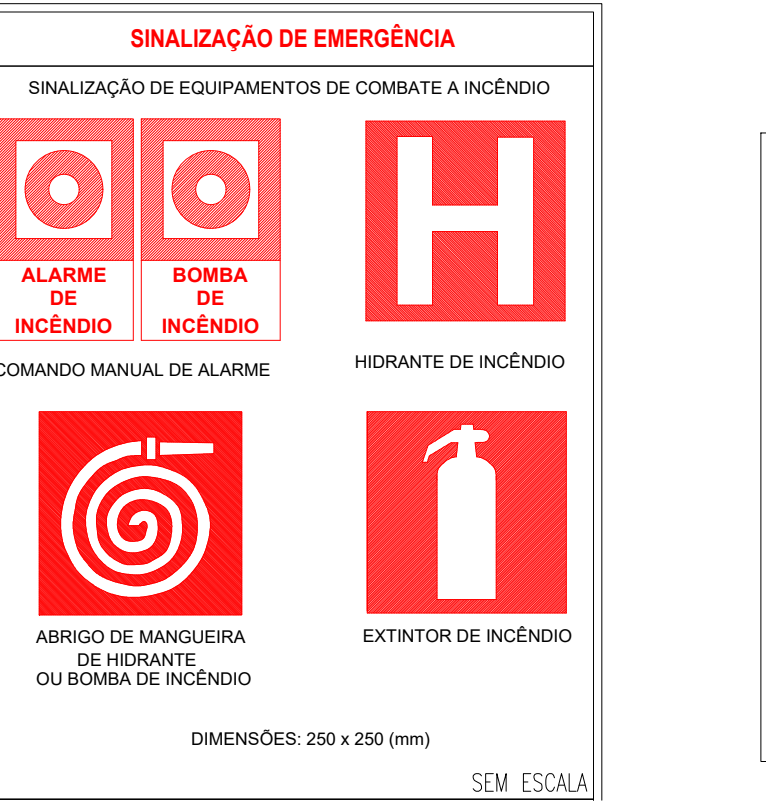 SINALIZAÇÃO DE EMERGÊNCIA
SINALIZAÇÃO DE EQUIPAMENTOS DE COMBATE A INCÊNDIO
ALARME
DE
INCÊNDIO
BOMBA
DE
INCÊNDIO
H
COMANDO MANUAL DE ALARME
HIDRANTE DE INCÊNDIO
ABRIGO DE MANGUEIRA
DE HIDRANTE
OU BOMBA DE INCÊNDIO
EXTINTOR DE INCÊNDIO
DIMENSÕES: 250 x 250 (mm)
SEM ESCALA